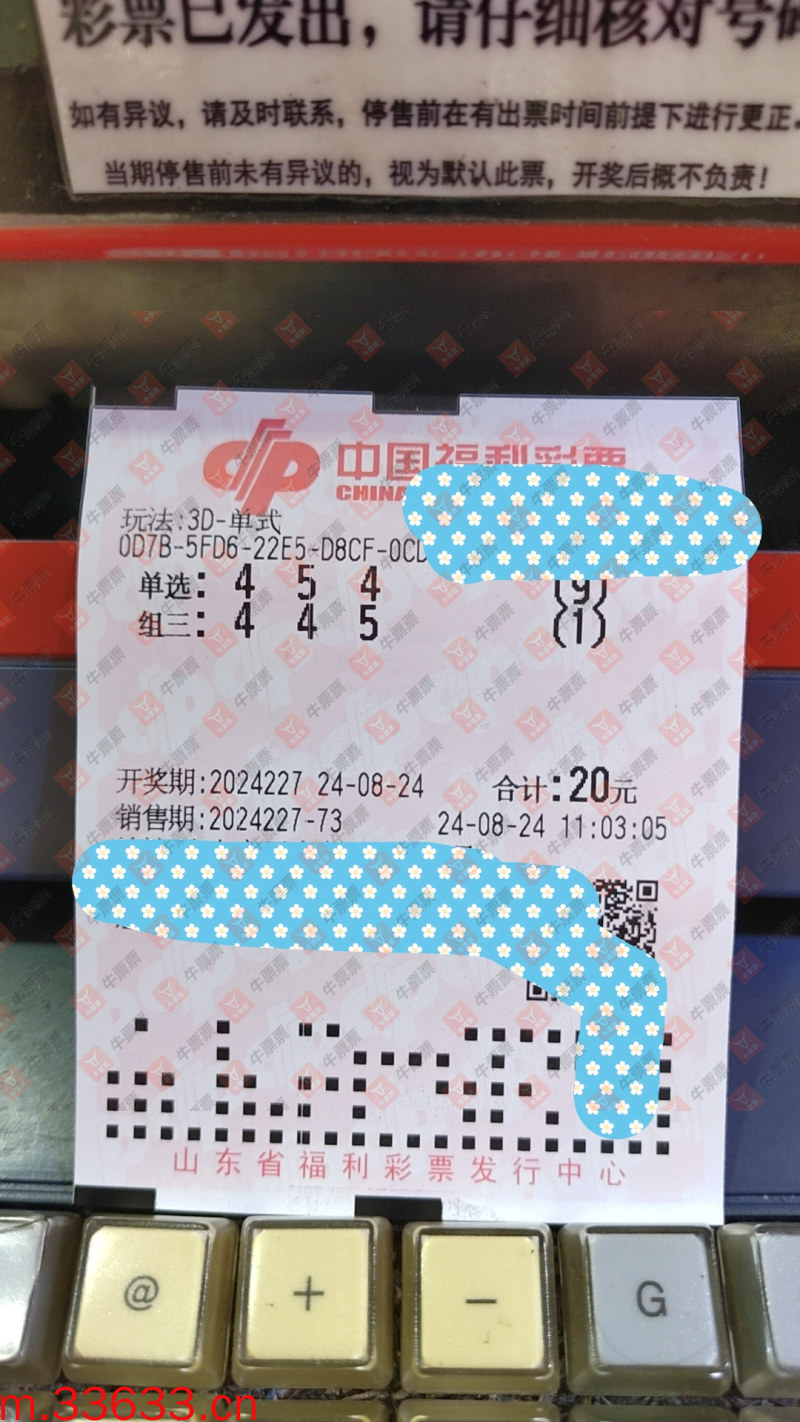 彩票已发出，请仔细核对号码
如有异议，请及时联系，停售前在有出票时间前提下进行更正。
当期停售前未有异议的，视为默认此票，开奖后概不负责！
中国福利彩票
CHINA
玩法:3D-单式
0D7B-5FD6-22E5-D8CF-0CD
单选: 4 5 4 {9}
组三: 4 4 5 {1}
开奖期:2024227 24-08-24 合计:20元
销售期:2024227-73 24-08-24 11:03:05
山东省福利彩票发行中心
@ + - G
m.33633.cn
牛票票